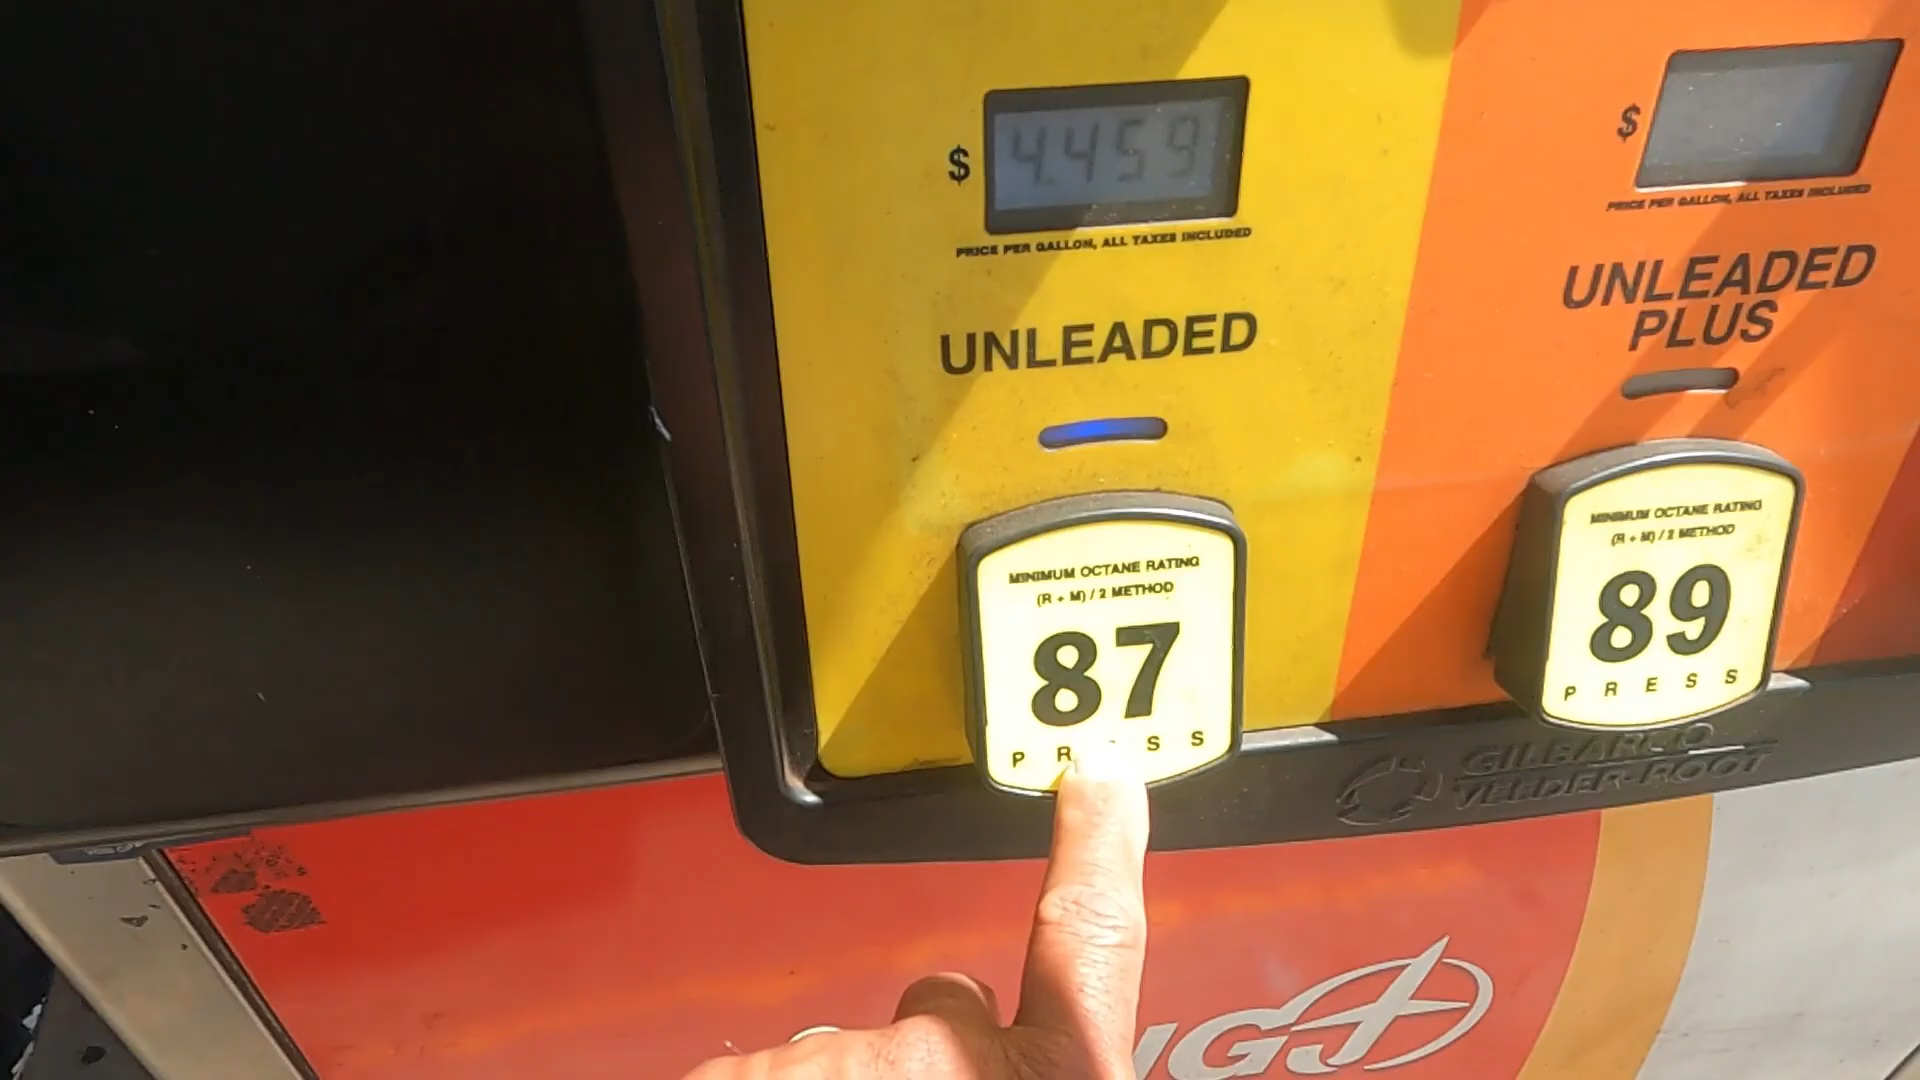 $ 4.459
PRICE PER GALLON, ALL TAXES INCLUDED
UNLEADED
MINIMUM OCTANE RATING
(R + M) / 2 METHOD
87
P R S S
$
PRICE PER GALLON, ALL TAXES INCLUDED
UNLEADED
PLUS
MINIMUM OCTANE RATING
(R + M) / 2 METHOD
89
P R E S S
GILBARCO
VEEDER-ROOT